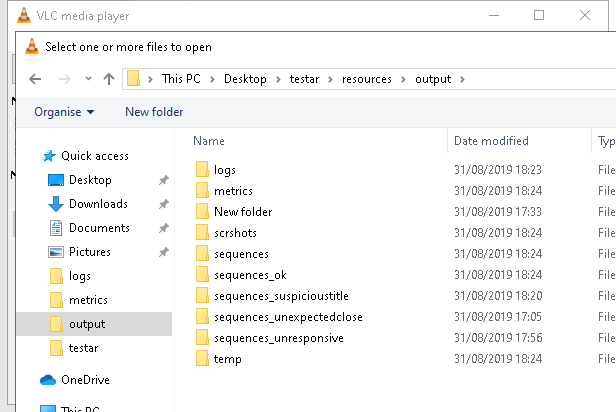 VLC media player
Select one or more files to open
This PC > Desktop > testar > resources > output >
Organise New folder
Name Date modified Typ
Quick access
Desktop
Downloads
Documents
Pictures
logs
metrics
output
testar
OneDrive
This PC
logs 31/08/2019 18:23 File
metrics 31/08/2019 18:24 File
New folder 31/08/2019 17:33 File
scrshots 31/08/2019 18:24 File
sequences 31/08/2019 18:24 File
sequences_ok 31/08/2019 18:24 File
sequences_suspicioustitle 31/08/2019 18:20 File
sequences_unexpectedclose 31/08/2019 17:05 File
sequences_unresponsive 31/08/2019 17:56 File
temp 31/08/2019 18:24 File